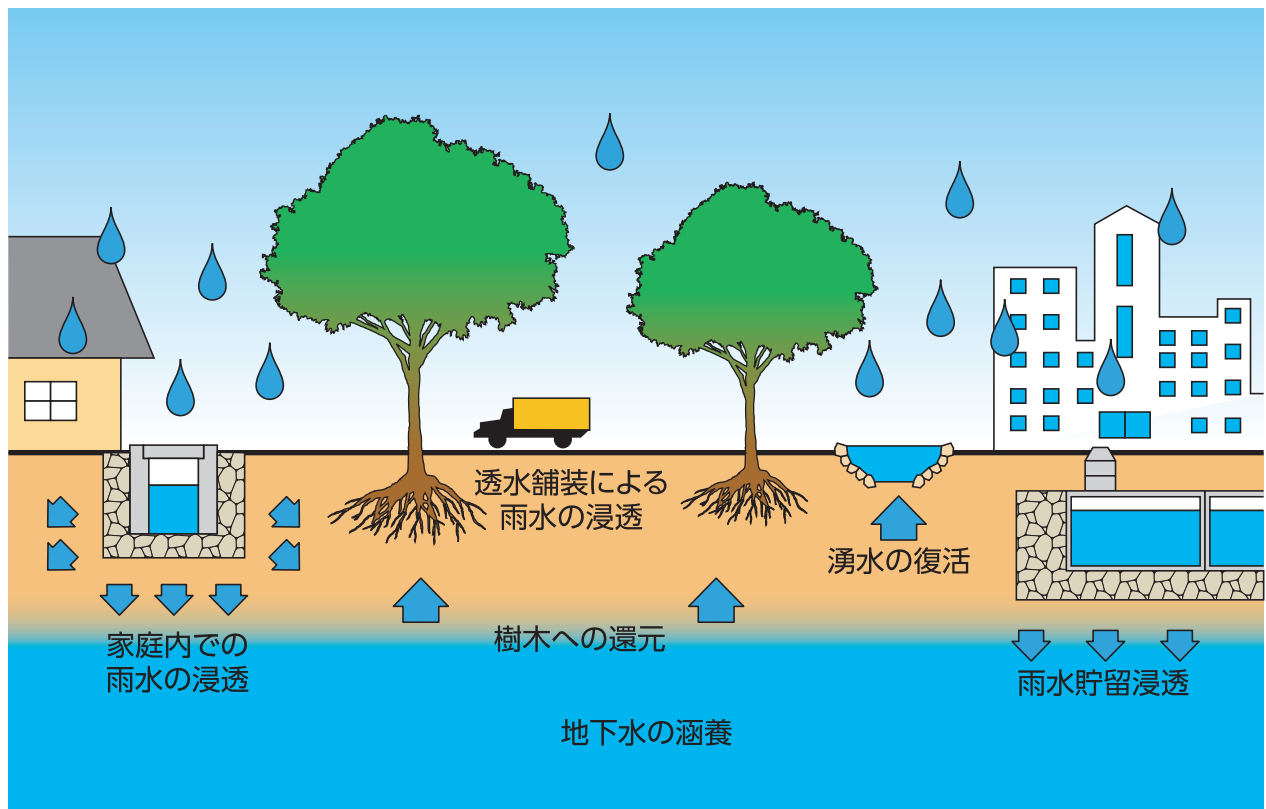 透水舗装による
雨水の浸透
湧水の復活
樹木への還元
家庭内での
雨水の浸透
雨水貯留浸透
地下水の涵養